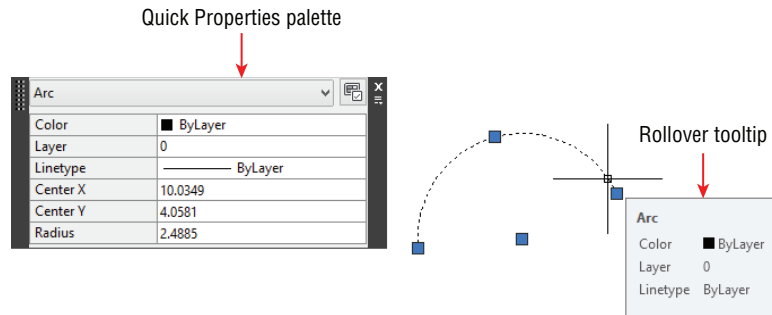 Quick Properties palette
Arc
Color ByLayer
Layer 0
Linetype ByLayer
Center X 10.0349
Center Y 4.0581
Radius 2.4885
Rollover tooltip
Arc
Color ByLayer
Layer 0
Linetype ByLayer